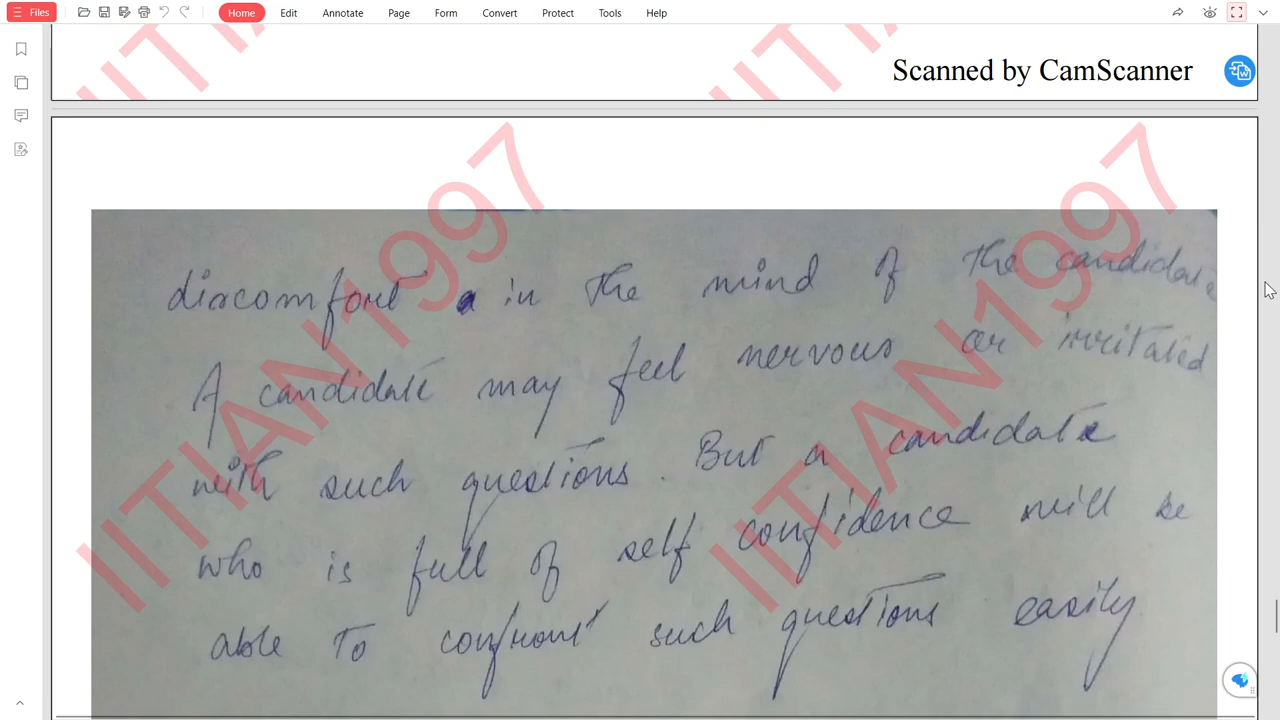 Files Home Edit Annotate Page Form Convert Protect Tools Help
IITIAN1997 IITIAN1997
Scanned by CamScanner
discomfort in the mind of the candidate
A candidate may feel nervous or irritated
with such questions. But a candidate
who is full of self confidence will be
able to confront such questions easily